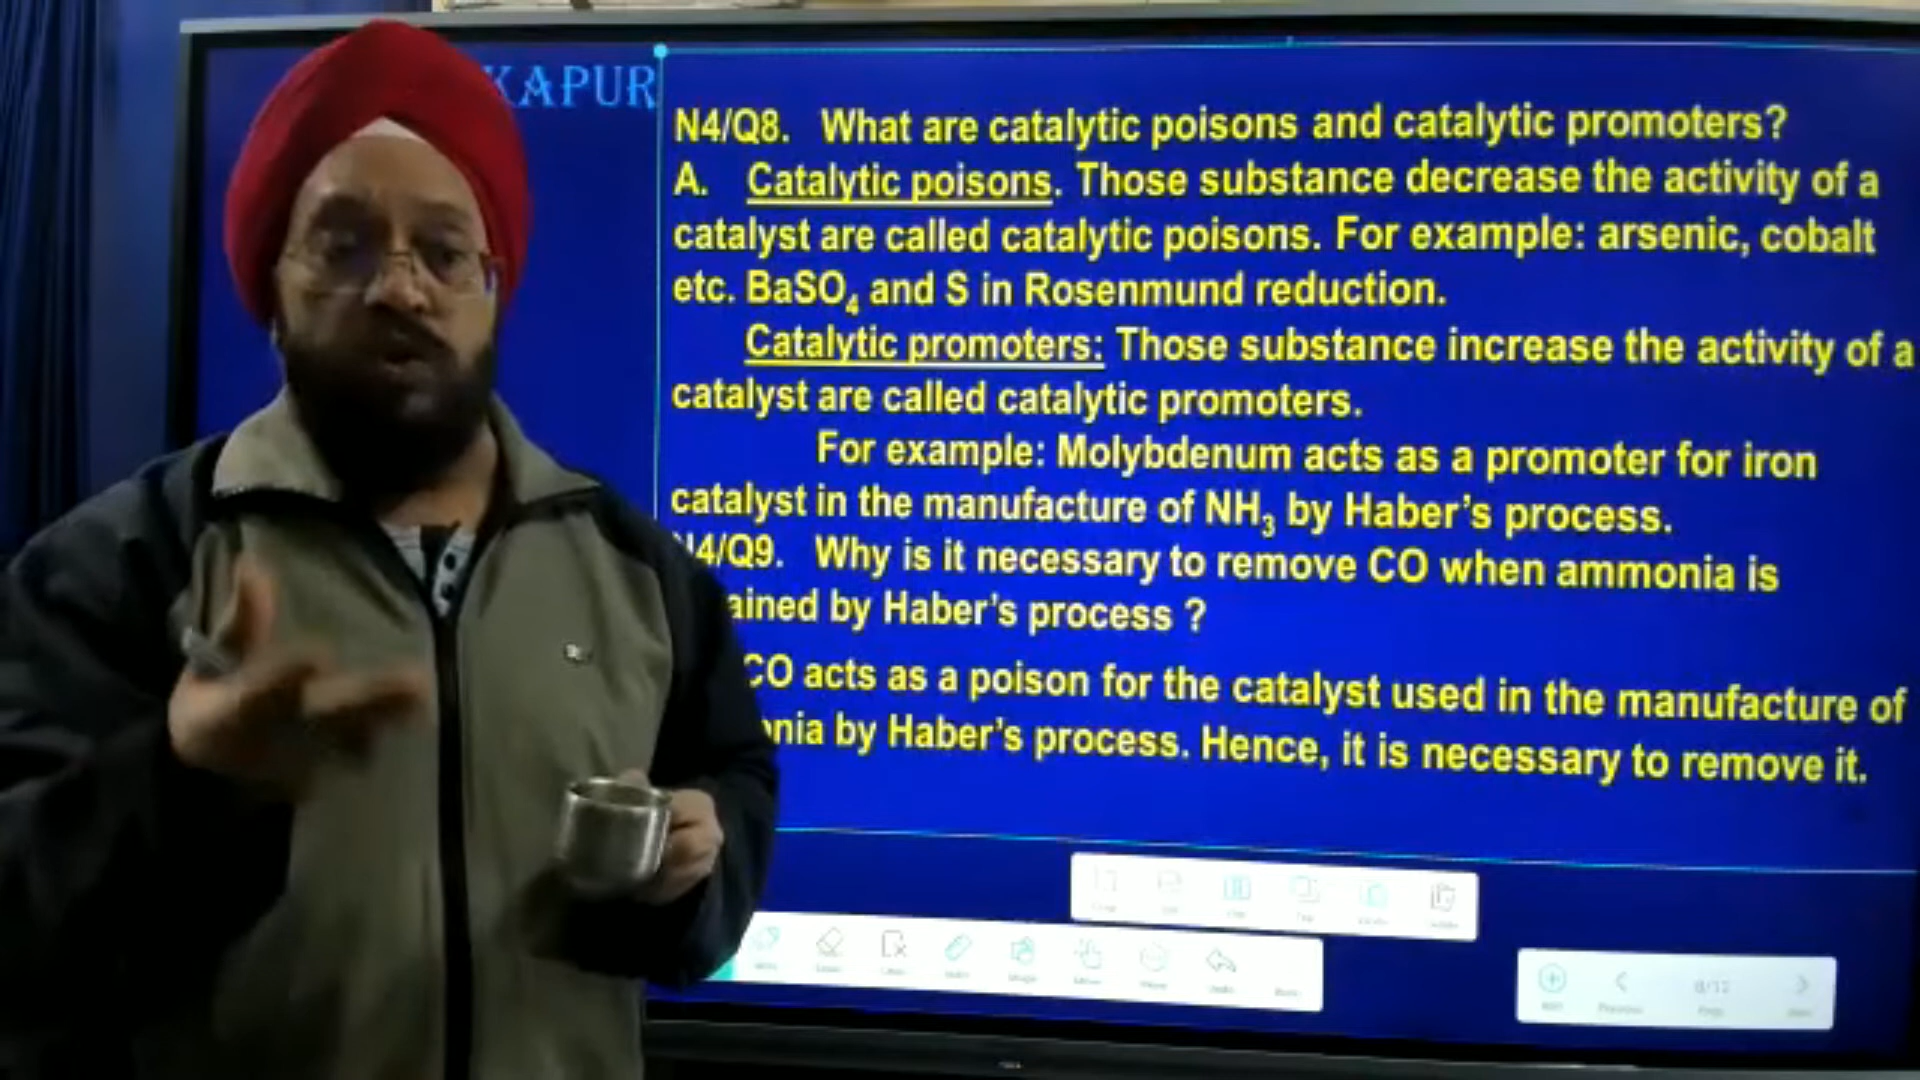 KAPUR
N4/Q8. What are catalytic poisons and catalytic promoters?
A. Catalytic poisons. Those substance decrease the activity of a
catalyst are called catalytic poisons. For example: arsenic, cobalt
etc. BaSO₄ and S in Rosenmund reduction.
Catalytic promoters: Those substance increase the activity of a
catalyst are called catalytic promoters.
For example: Molybdenum acts as a promoter for iron
catalyst in the manufacture of NH₃ by Haber's process.
N4/Q9. Why is it necessary to remove CO when ammonia is
ained by Haber's process ?
CO acts as a poison for the catalyst used in the manufacture of
nia by Haber's process. Hence, it is necessary to remove it.
8/12